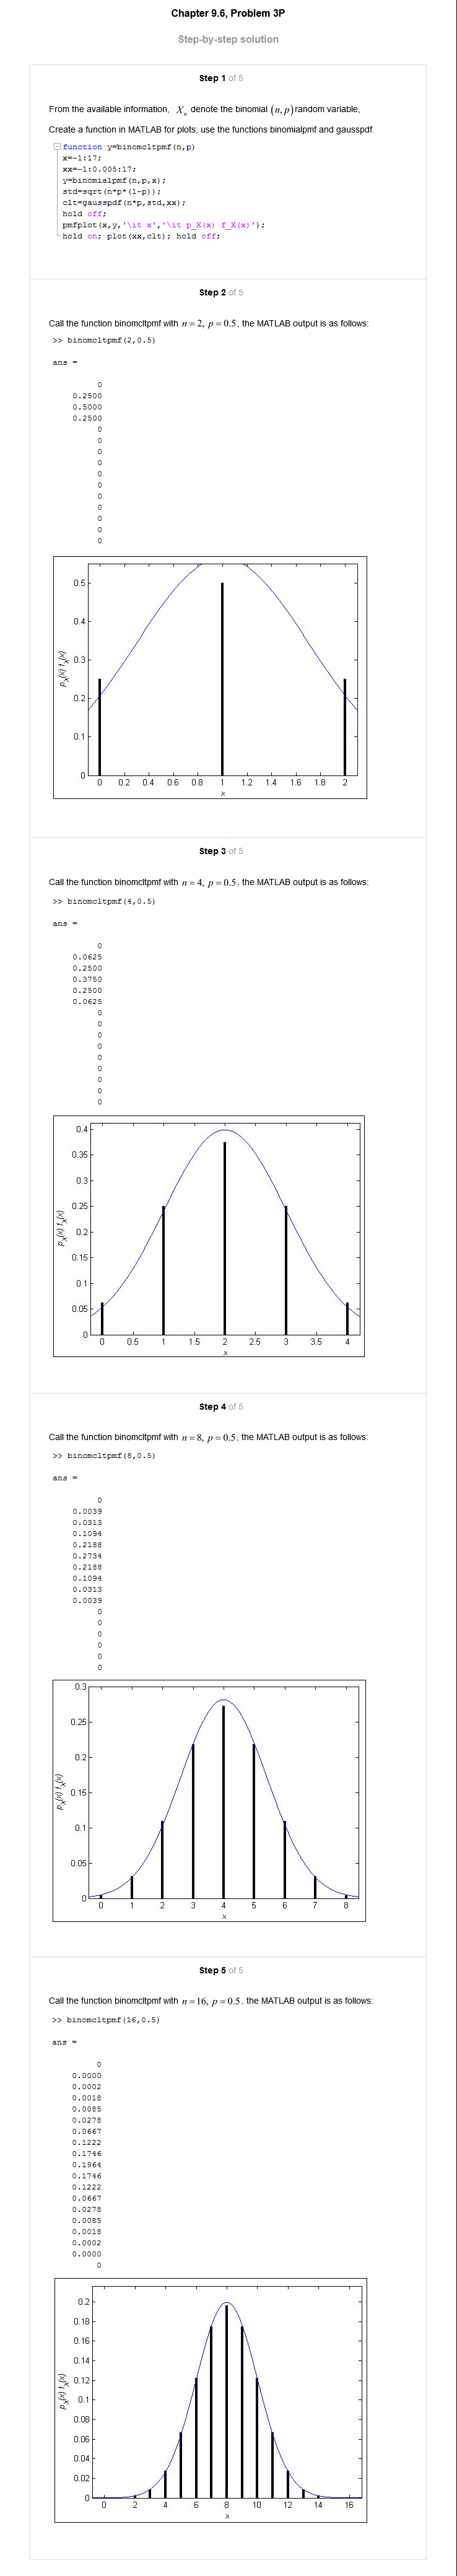 Chapter 9.6, Problem 3P
Step-by-step solution
Step 1 of 5
From the available information, Xn denote the binomial (n, p) random variable,
Create a function in MATLAB for plots; use the functions binomialpmf and gausspdf.
function y=binomcltpmf(n,p)
x=-1:17;
xx=-1:0.005:17;
y=binomialpmf(n,p,x);
std=sqrt(n*p*(1-p));
clt=gausspdf(n*p,std,xx);
hold off;
pmfplot(x,y,'\it x','\it p_X(x) f_X(x)');
hold on; plot(xx,clt); hold off;
Step 2 of 5
Call the function binomcltpmf with n = 2, p = 0.5, the MATLAB output is as follows:
>> binomcltpmf(2,0.5)
ans =
0
0.2500
0.5000
0.2500
0
0
0
0
0
0
0
0
0
0
0
0.5
0.4
0.3
0.2
0.1
0
pX(x) fX(x)
0 0.2 0.4 0.6 0.8 1 1.2 1.4 1.6 1.8 2
x
Step 3 of 5
Call the function binomcltpmf with n = 4, p = 0.5, the MATLAB output is as follows:
>> binomcltpmf(4,0.5)
ans =
0
0.0625
0.2500
0.3750
0.2500
0.0625
0
0
0
0
0
0
0
0
0
0.4
0.35
0.3
0.25
0.2
0.15
0.1
0.05
0
pX(x) fX(x)
0 0.5 1 1.5 2 2.5 3 3.5 4
x
Step 4 of 5
Call the function binomcltpmf with n = 8, p = 0.5, the MATLAB output is as follows:
>> binomcltpmf(8,0.5)
ans =
0
0.0039
0.0313
0.1094
0.2188
0.2734
0.2188
0.1094
0.0313
0.0039
0
0
0
0
0
0
0.3
0.25
0.2
0.15
0.1
0.05
0
pX(x) fX(x)
0 1 2 3 4 5 6 7 8
x
Step 5 of 5
Call the function binomcltpmf with n = 16, p = 0.5, the MATLAB output is as follows:
>> binomcltpmf(16,0.5)
ans =
0
0.0000
0.0002
0.0018
0.0085
0.0278
0.0667
0.1222
0.1746
0.1964
0.1746
0.1222
0.0667
0.0278
0.0085
0.0018
0.0002
0.0000
0
0.2
0.18
0.16
0.14
0.12
0.1
0.08
0.06
0.04
0.02
0
pX(x) fX(x)
0 2 4 6 8 10 12 14 16
x